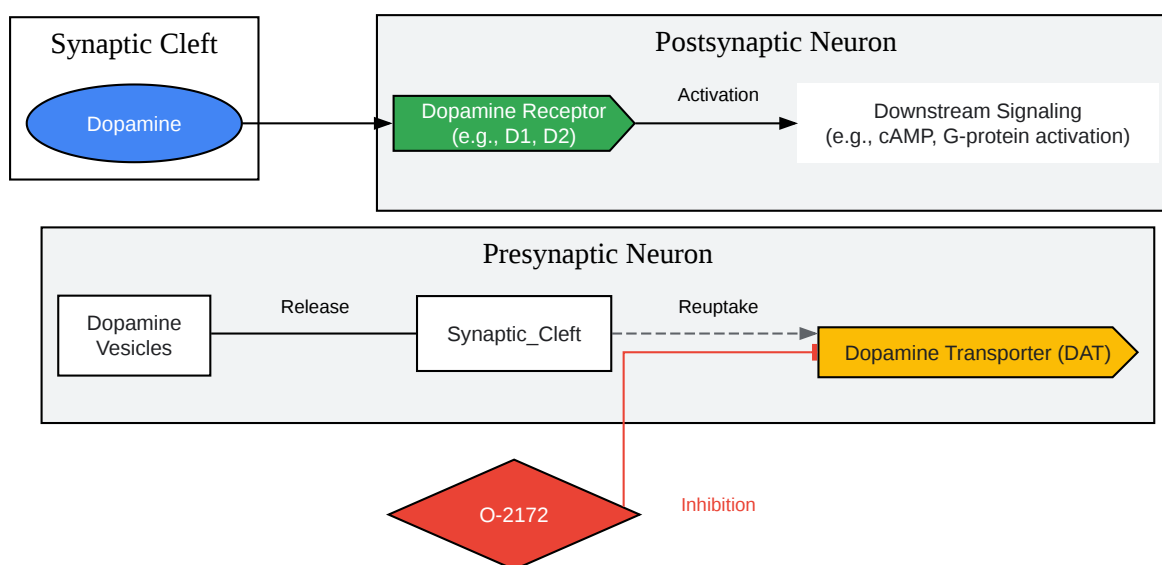 Synaptic Cleft
Dopamine
Postsynaptic Neuron
Dopamine Receptor
(e.g., D1, D2)
Activation
Downstream Signaling
(e.g., cAMP, G-protein activation)
Presynaptic Neuron
Dopamine
Vesicles
Release
Synaptic_Cleft
Reuptake
Dopamine Transporter (DAT)
O-2172
Inhibition